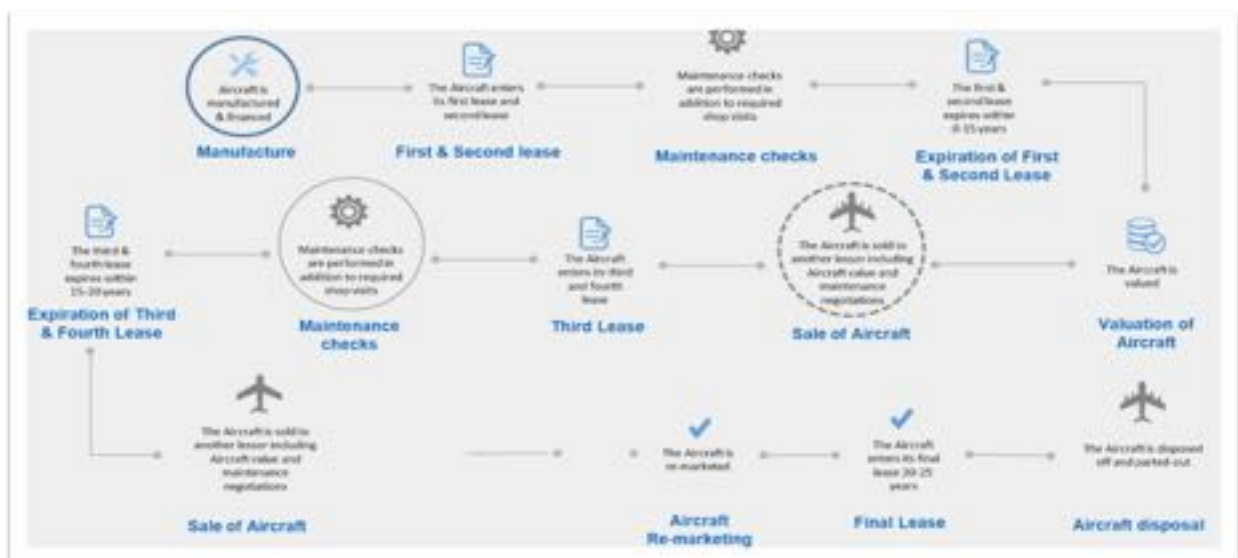 Aircraft is
manufactured
& financed
Manufacture
The Aircraft enters
its first lease and
second lease
First & Second lease
Maintenance checks
are performed in
addition to required
shop visits
Maintenance checks
The first &
second lease
expires within
years
Expiration of First
& Second Lease
The third &
fourth lease
expires within
15-20 years
Expiration of Third
& Fourth Lease
Maintenance checks
are performed in
addition to required
shop visits
Maintenance
checks
The Aircraft
enters its third
and fourth
lease
Third Lease
The Aircraft is sold to
another lessor including
Aircraft value and
maintenance
negotiations
Sale of Aircraft
The Aircraft is
valued
Valuation of
Aircraft
The Aircraft is sold to
another lessor including
Aircraft value and
maintenance
negotiations
Sale of Aircraft
The Aircraft is
re-marketed
Aircraft
Re-marketing
The Aircraft
enters its final
lease 20-25
years
Final Lease
The Aircraft is disposed
off and parted-out
Aircraft disposal